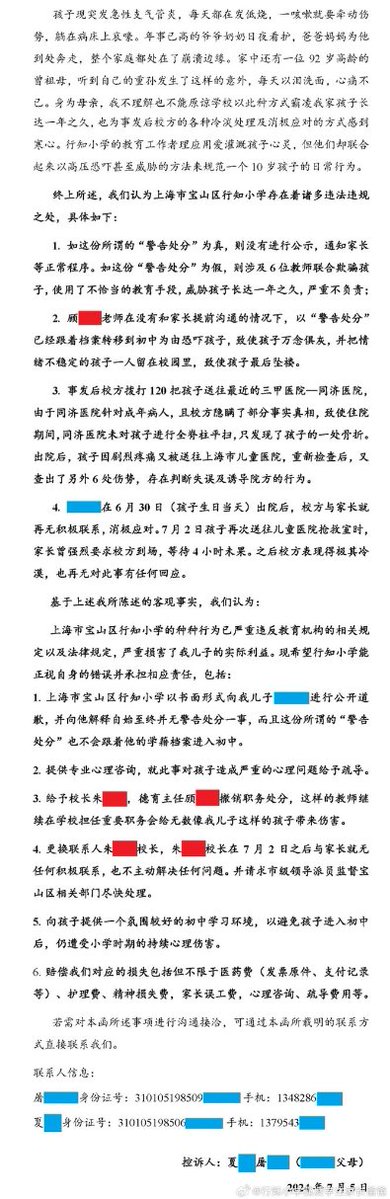 孩子现突发急性支气管炎，每天都在发低烧，一咳嗽就要牵动伤
势，躺在病床上哀嚎。年事已高的爷爷奶奶日夜看护，爸爸妈妈为他
到处奔走，整个家庭都处在了崩溃边缘。家中还有一位 92 岁高龄的
曾祖母，听到自己的重孙发生了这样的意外，每天以泪洗面，心痛不
已。身为母亲，我不理解也不能原谅学校以此种方式霸凌我家孩子长
达一年之久，也为事发后校方的各种冷淡处理及消极应对的方式感到
寒心。行知小学的教育工作者理应用爱灌溉孩子心灵，但他们却联合
起来以高压恐吓甚至威胁的方法来规范一个 10 岁孩子的日常行为。
终上所述，我们认为上海市宝山区行知小学存在着诸多违法违规
之处，具体如下：
1. 如这份所谓的“警告处分”为真，则没有进行公示，通知家长
等正常程序。如这份“警告处分”为假，则涉及 6 位教师联合欺骗孩
子，使用了不恰当的教育手段，威胁孩子长达一年之久，严重不负责；
2. 顾老师在没有和家长提前沟通的情况下，以“警告处分”
已经跟着档案转移到初中为由恐吓孩子，致使孩子万念俱灰，并把情
绪不稳定的孩子一人留在校园里，致使孩子最后坠楼。
3. 事发后校方拨打 120 把孩子送往最近的三甲医院—同济医院，
由于同济医院针对成年病人，且校方隐瞒了部分事实真相，致使住院
期间，同济医院未对孩子进行全脊柱平扫，只发现了孩子的一处骨折。
出院后，孩子因剧烈疼痛又被送往上海市儿童医院，重新检查后，又
查出了另外 6 处伤势，存在判断失误及诱导院方的行为。
4. 在 6 月 30 日（孩子生日当天）出院后，校方与家长就
再无积极联系，消极应对。7 月 2 日孩子再次送往儿童医院抢救室时，
家长曾强烈要求校方到场，等待 4 小时未果。之后校方表现得极其冷
漠，也再无对此事有任何回应。
基于上述我所陈述的客观事实，我们认为：
上海市宝山区行知小学的种种行为已严重违反教育机构的相关规
定以及法律规定，严重损害了我儿子的实际利益。现希望行知小学能
正视自身的错误并承担相应责任，包括：
1. 上海市宝山区行知小学以书面形式向我儿子进行公开道
歉，并向他解释自始至终并无警告处分一事，而且这份所谓的“警告
处分”也不会跟着他的学籍档案进入初中。
2. 提供专业心理咨询，就此事对孩子造成严重的心理问题给予疏导。
3. 给予校长朱，德育主任顾撤销职务处分，这样的教师继
续在学校担任重要职务会给无数像我儿子这样的孩子带来伤害。
4. 更换联系人朱校长，朱校长在 7 月 2 日之后与家长就无
任何积极联系，也不主动解决任何问题。并请求市级领导派员监督宝
山区相关部门尽快处理。
5. 向孩子提供一个氛围较好的初中学习环境，以避免孩子进入初中
后，仍遭受小学时期的持续心理伤害。
6. 赔偿我们对应的损失包括但不限于医药费（发票原件、支付记录
等）、护理费、精神损失费，家长误工费，心理咨询、疏导费用等。
若需对本函所述事项进行沟通接洽，可通过本函所载明的联系方
式直接联系我们。
联系人信息：
屠身份证号：310105198509 手机：1348286
夏身份证号：310105198506 手机：1379543
控诉人：夏屠（父母）
2024 年 7 月 5 日